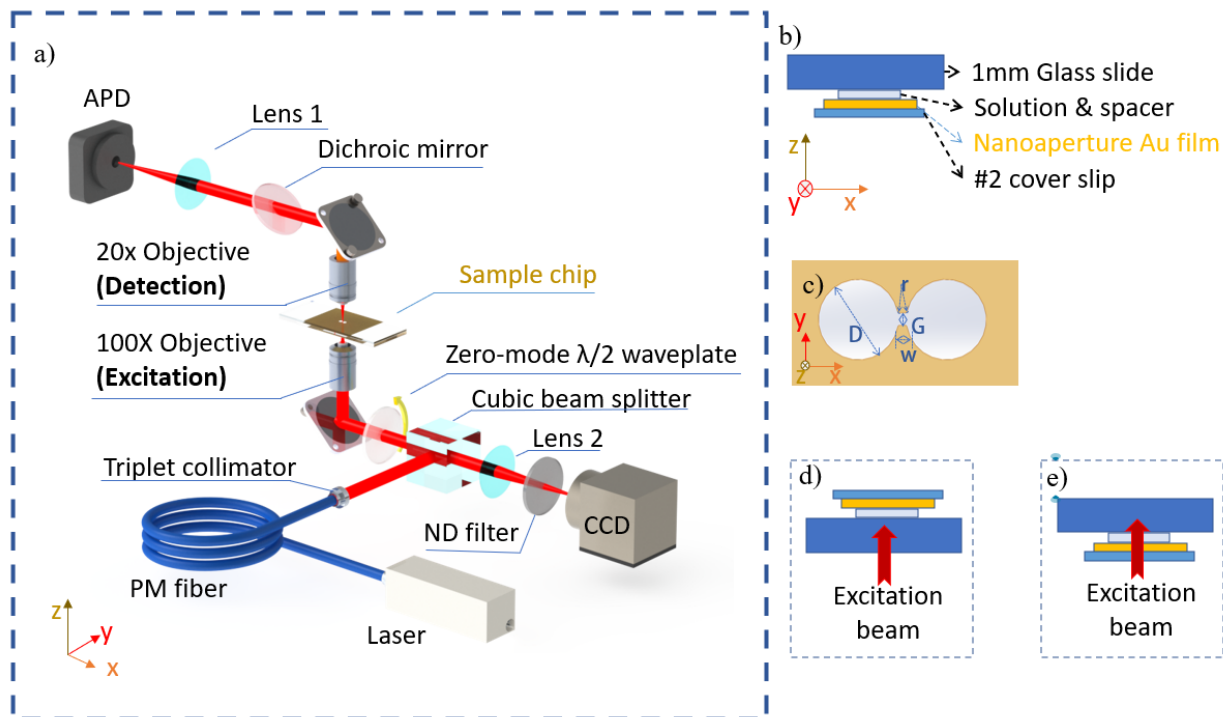 a)
APD
Lens 1
Dichroic mirror
20x Objective
(Detection)
Sample chip
100X Objective
(Excitation)
Zero-mode λ/2 waveplate
Cubic beam splitter
Lens 2
Triplet collimator
ND filter
CCD
PM fiber
Laser
z
y
x
b)
1mm Glass slide
Solution & spacer
Nanoaperture Au film
#2 cover slip
z
y
x
c)
r
D
G
w
y
z
x
d)
Excitation
beam
e)
Excitation
beam